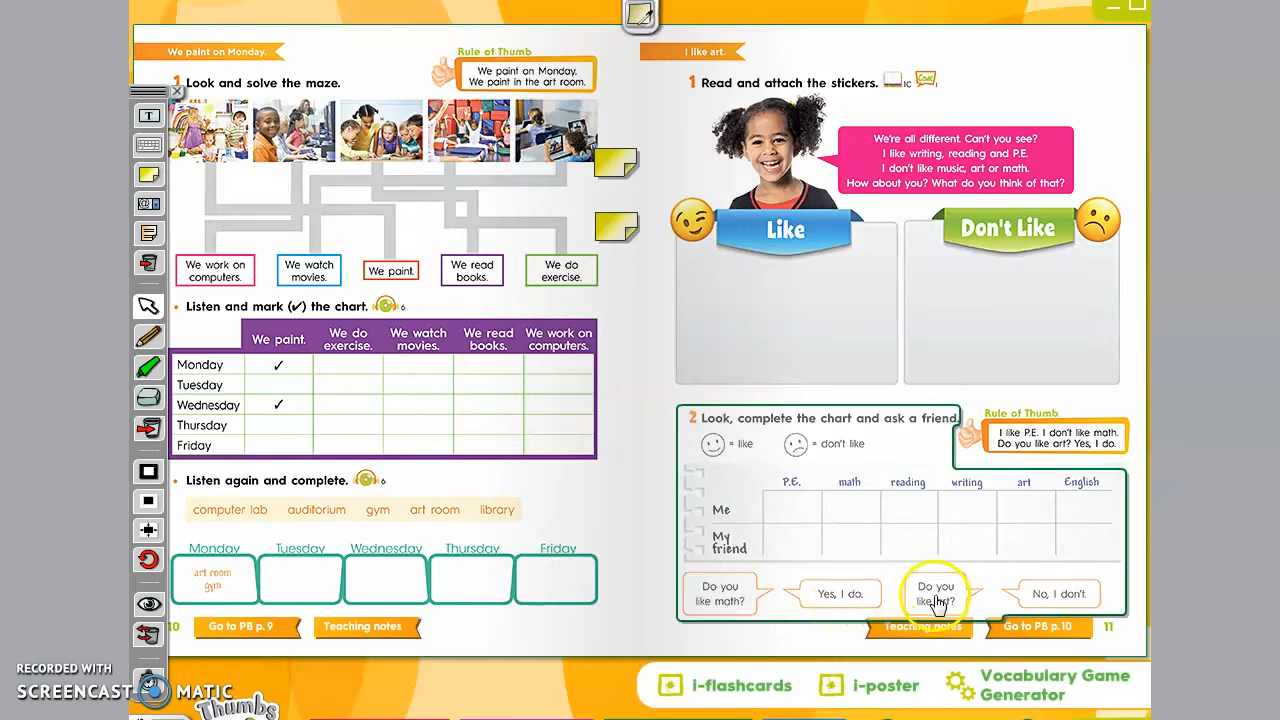 We paint on Monday.
Rule of Thumb
We paint on Monday.
We paint in the art room.
1 Look and solve the maze.
We work on
computers.
We watch
movies.
We paint.
We read
books.
We do
exercise.
• Listen and mark (✓) the chart. 6
We paint.
We do
exercise.
We watch
movies.
We read
books.
We work on
computers.
Monday ✓
Tuesday
Wednesday ✓
Thursday
Friday
• Listen again and complete. 6
computer lab auditorium gym art room library
Monday Tuesday Wednesday Thursday Friday
art room
gym
10 Go to PB p. 9 Teaching notes
I like art.
1 Read and attach the stickers. 1C
We're all different. Can't you see?
I like writing, reading and P.E.
I don't like music, art or math.
How about you? What do you think of that?
Like
Don't Like
2 Look, complete the chart and ask a friend.
= like = don't like
Rule of Thumb
I like P.E. I don't like math.
Do you like art? Yes, I do.
P.E. math reading writing art English
Me
My
friend
Do you
like math?
Yes, I do.
Do you
No, I don't.
Teaching notes Go to PB p.10 11
i-flashcards
i-poster
Vocabulary Game
Generator
RECORDED WITH
SCREENCAST MATIC
Thumbs